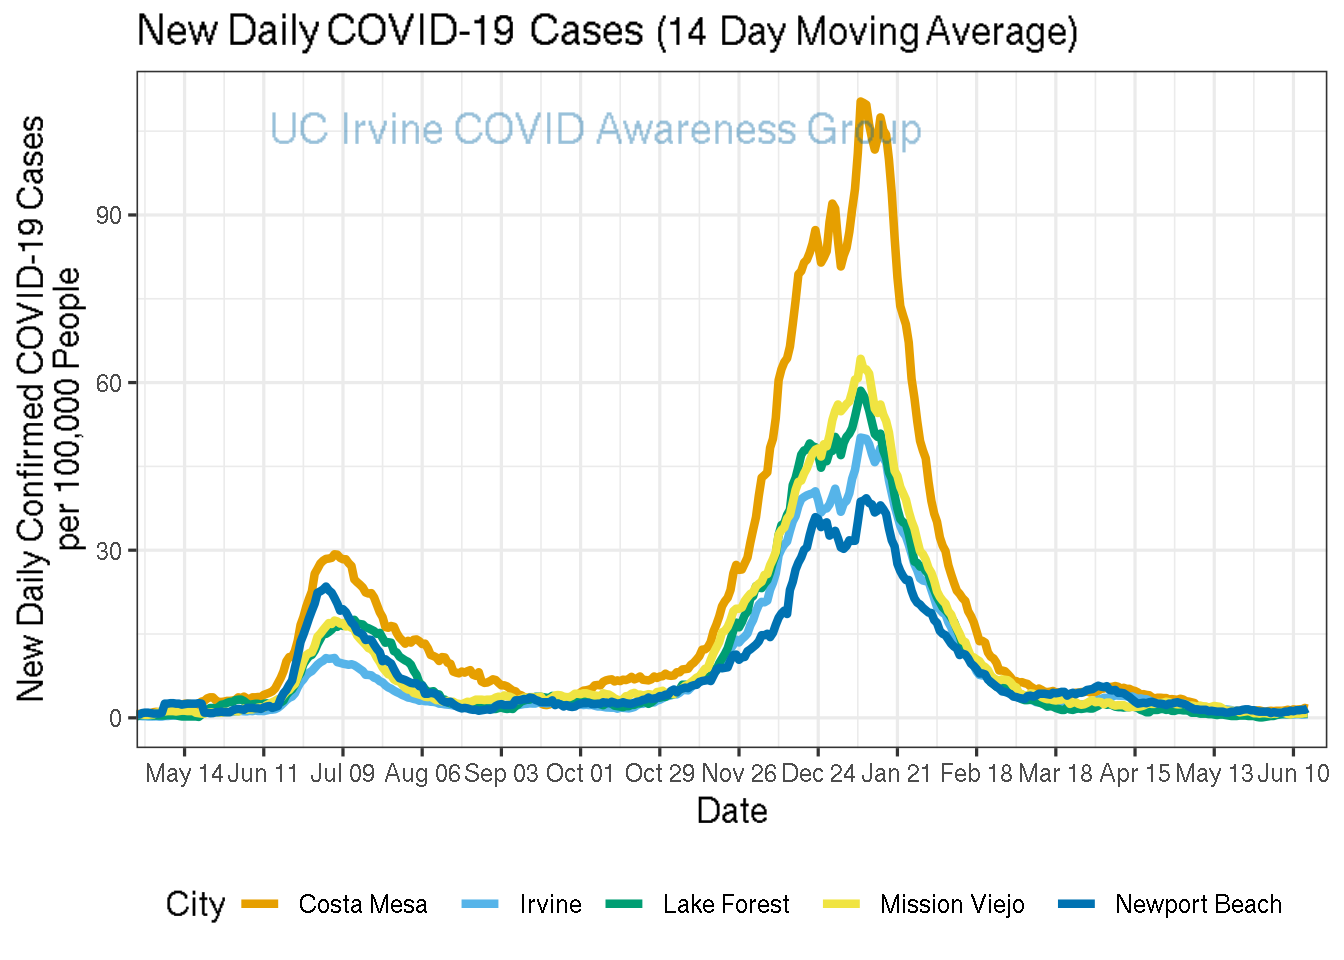 New Daily COVID-19 Cases (14 Day Moving Average)
UC Irvine COVID Awareness Group
New Daily Confirmed COVID-19 Cases
per 100,000 People
90
60
30
0
May 14 Jun 11 Jul 09 Aug 06 Sep 03 Oct 01 Oct 29 Nov 26 Dec 24 Jan 21 Feb 18 Mar 18 Apr 15 May 13 Jun 10
Date
City Costa Mesa Irvine Lake Forest Mission Viejo Newport Beach